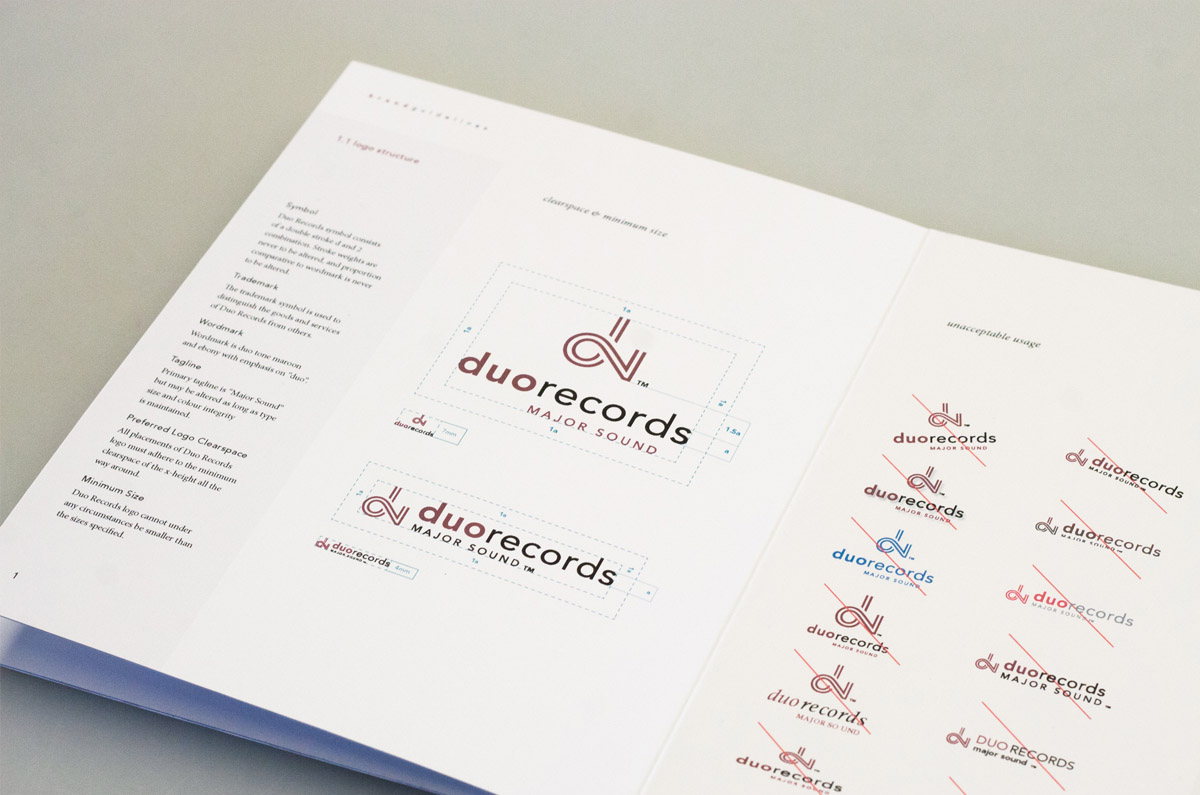 brandguidelines
1.1 logo structure
Symbol
Duo Records symbol consists
of a double stroke d and 2
combination. Stroke weights are
never to be altered, and proportion
comparative to wordmark is never
to be altered.
Trademark
The trademark symbol is used to
distinguish the goods and services
of Duo Records from others.
Wordmark
Wordmark is duo tone maroon
and ebony with emphasis on "duo".
Tagline
Primary tagline is "Major Sound"
but may be altered as long as type
size and colour integrity
is maintained.
Preferred Logo Clearspace
All placements of Duo Records
logo must adhere to the minimum
clearspace of the x-height all the
way around.
Minimum Size
Duo Records logo cannot under
any circumstances be smaller than
the sizes specified.
1
clearspace & minimum size
1a
1a
TM
duorecords
MAJOR SOUND
1a
1a
1.5a
a
duorecords
7mm
1a
1a
duorecords
MAJOR SOUND TM
1a
1a
a
duorecords
MAJOR SOUND
4mm
unacceptable usage
duorecords
MAJOR SOUND
duorecords
MAJOR SOUND
duorecords
MAJOR SOUND
duorecords
MAJOR SOUND
duorecords
MAJOR SO UND
duorecords
MAJOR SOUND
duorecords
MAJOR SOUND TM
duorecords
MAJOR SOUND
duorecords
MAJOR SOUND
duorecords
MAJOR SOUND
DUO RECORDS
major sound